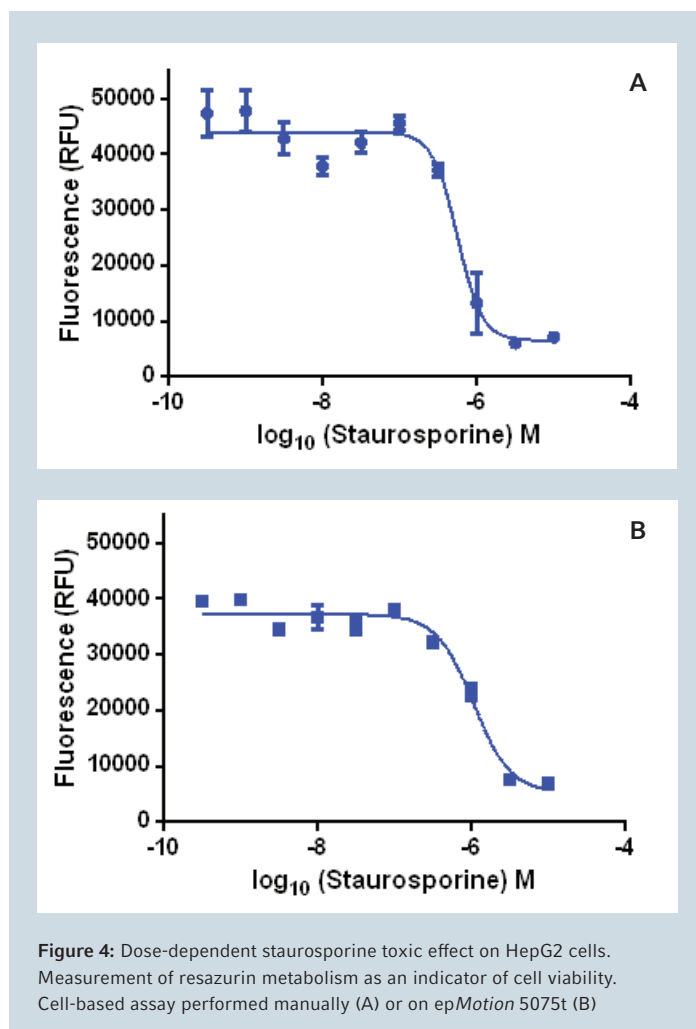 A
50000
40000
30000
20000
10000
0
Fluorescence (RFU)
-10 -8 -6 -4
log10 (Staurosporine) M
B
50000
40000
30000
20000
10000
0
Fluorescence (RFU)
-10 -8 -6 -4
log10 (Staurosporine) M
Figure 4: Dose-dependent staurosporine toxic effect on HepG2 cells.
Measurement of resazurin metabolism as an indicator of cell viability.
Cell-based assay performed manually (A) or on epMotion 5075t (B)